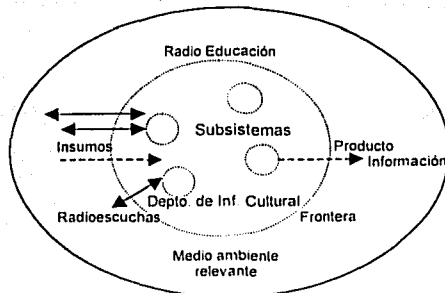 Radio Educación
Subsistemas
Insumos
Producto
Información
Depto. de Inf. Cultural
Radioescuchas
Frontera
Medio ambiente
relevante